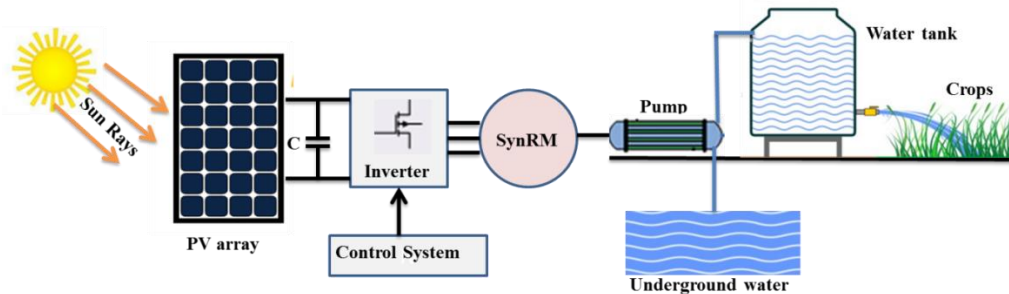 Sun Rays
PV array
C
Inverter
Control System
SynRM
Pump
Water tank
Crops
Underground water